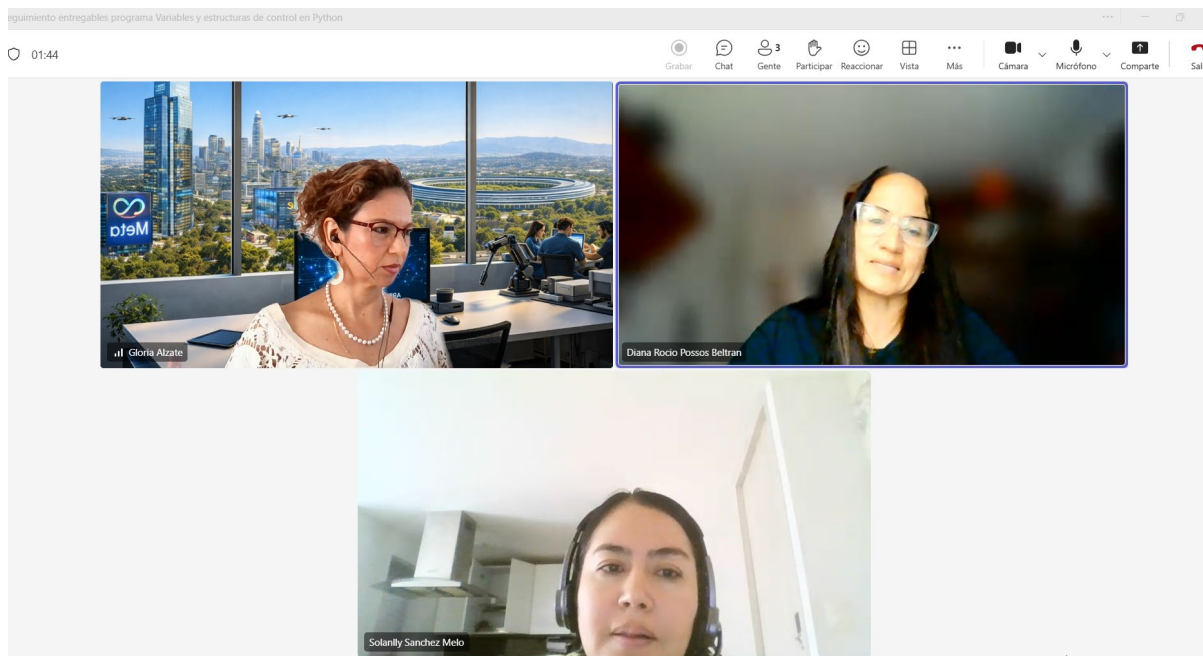 eguimiento entregables programa Variables y estructuras de control en Python
01:44
Grabar
Chat
3
Gente
Participar
Reaccionar
Vista
Más
Cámara
Micrófono
Comparte
Sal
Meta
Gloria Alzate
Diana Rocio Possos Beltran
Solanlly Sanchez Melo